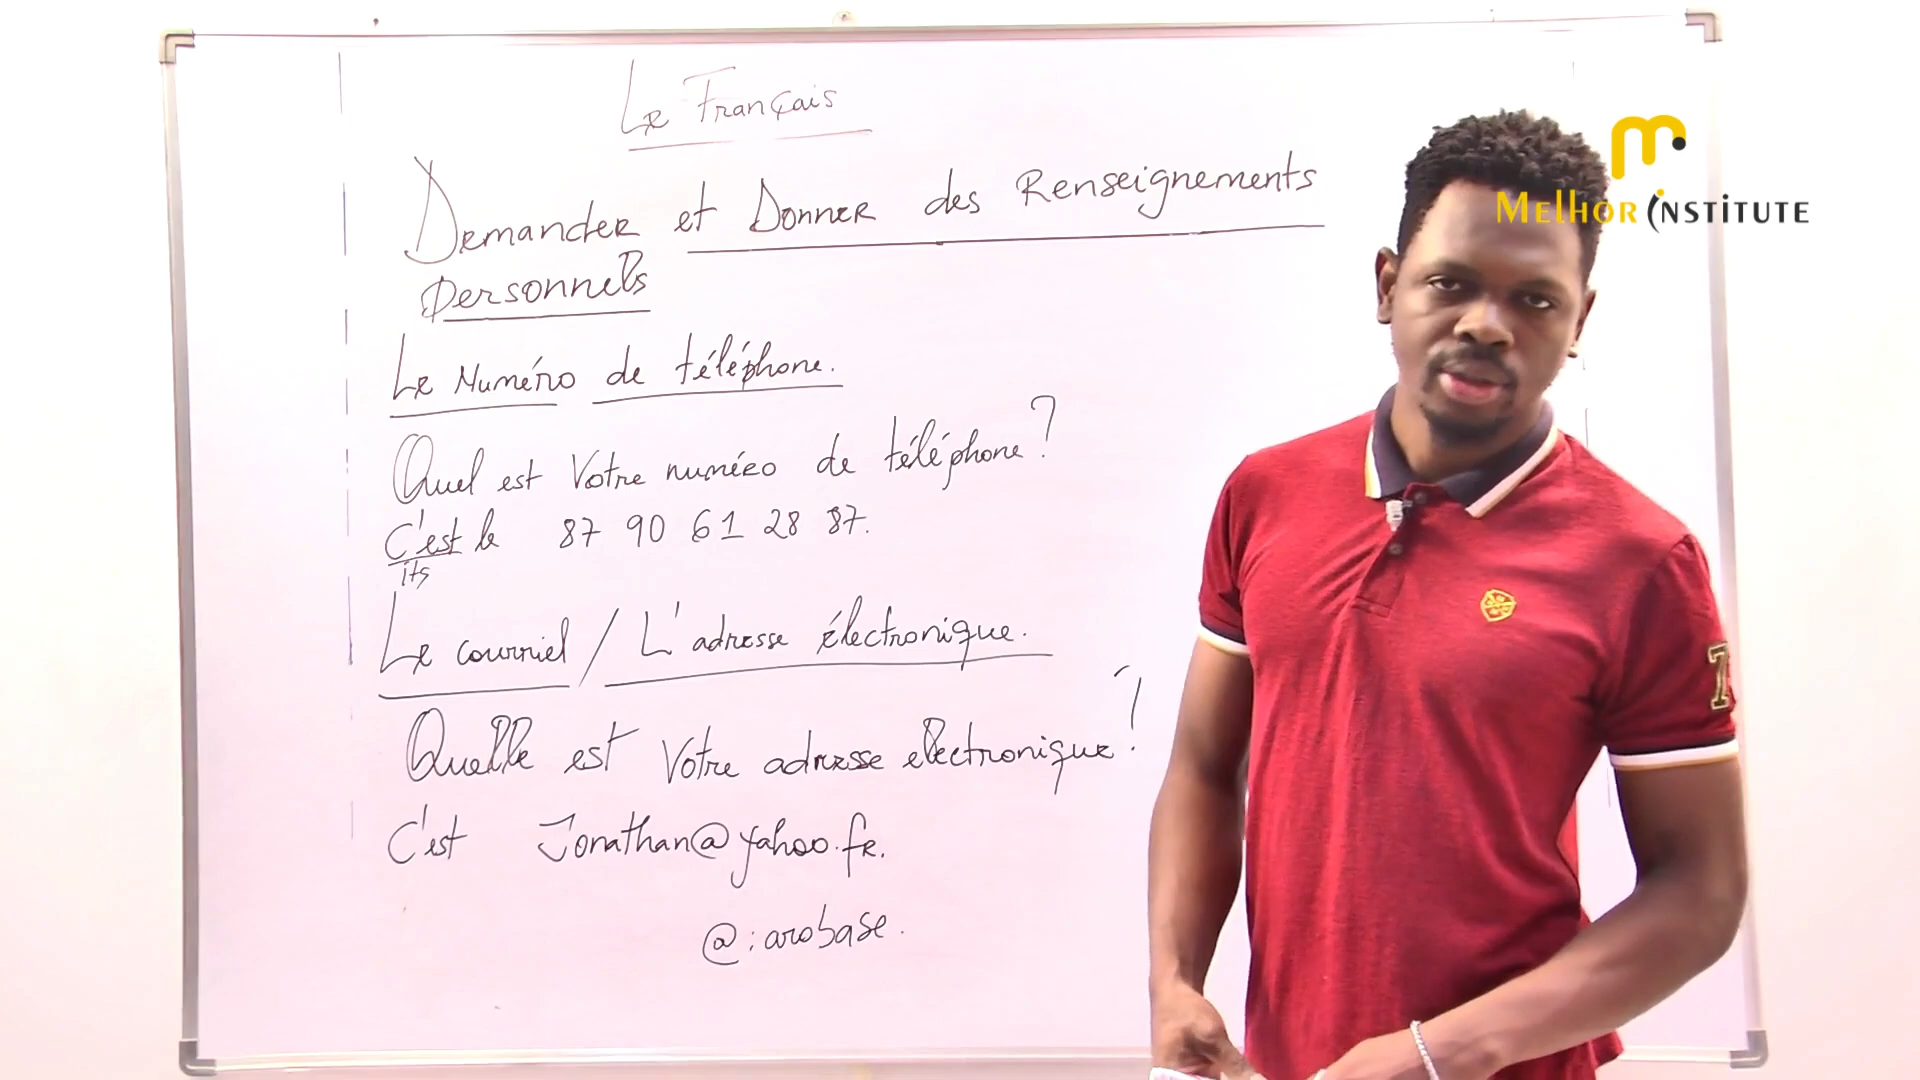 Le Français
Demander et Donner des Renseignements
personnels
Le Numéro de téléphone.
Quel est Votre numéro de téléphone?
C'est le 87 90 61 28 87.
its
Le courriel / L'adresse électronique.
Quelle est Votre adresse electronique?
C'est Jonathan@yahoo.fr.
@: arobase.
MELHOR INSTITUTE
7